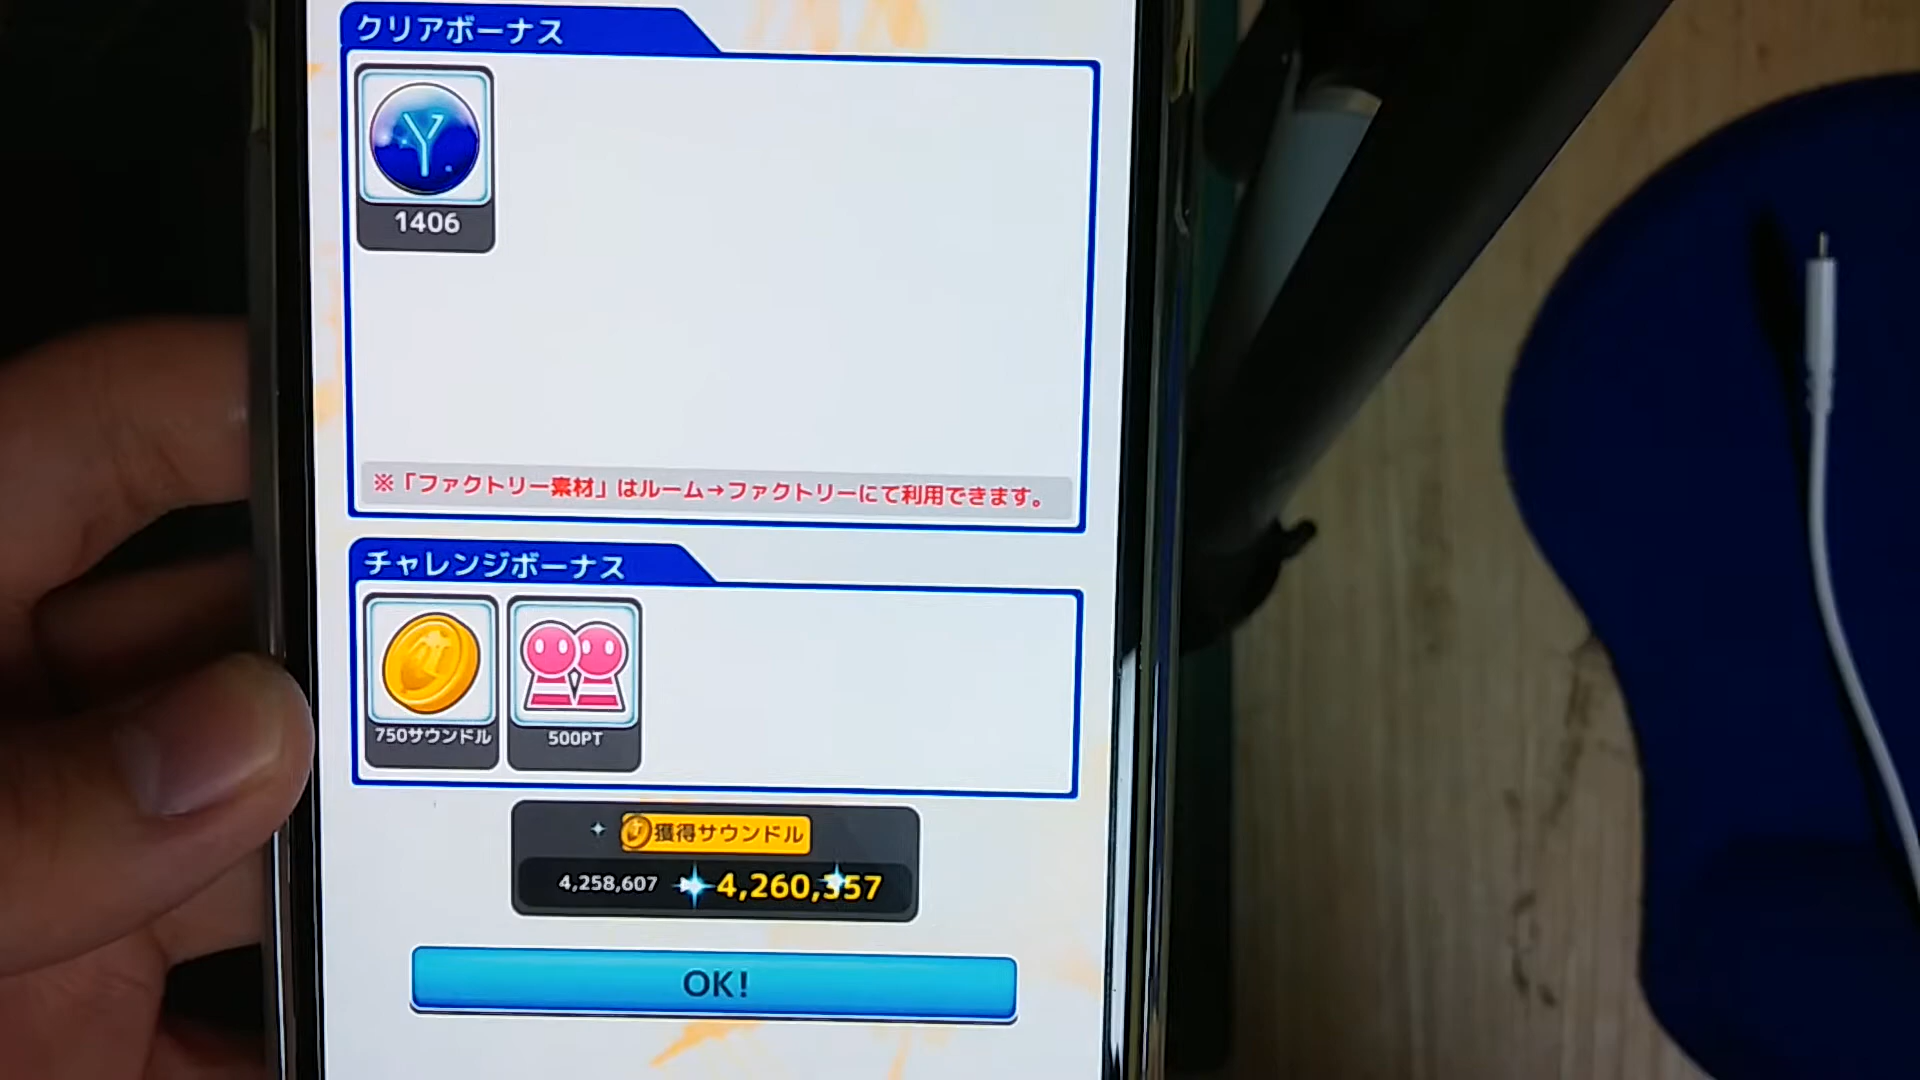 クリアボーナス
Y
1406
※「ファクトリー素材」はルーム→ファクトリーにて利用できます。
チャレンジボーナス
750サウンドル
500PT
獲得サウンドル
4,258,607
4,260,357
OK!